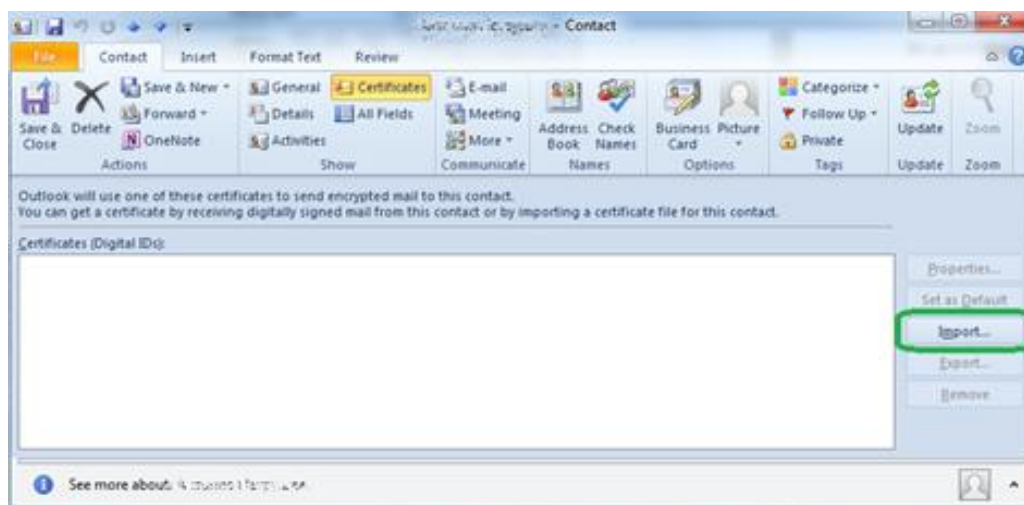 - Contact
File Contact Insert Format Text Review
Save & Close
Delete
Save & New
Forward
OneNote
Actions
General
Details
Activities
Certificates
All Fields
Show
E-mail
Meeting
More
Communicate
Address Book
Check Names
Names
Business Card
Picture
Options
Categorize
Follow Up
Private
Tags
Update
Update
Zoom
Zoom
Outlook will use one of these certificates to send encrypted mail to this contact.
You can get a certificate by receiving digitally signed mail from this contact or by importing a certificate file for this contact.
Certificates (Digital IDs):
Properties...
Set as Default
Import...
Export...
Remove
See more about: